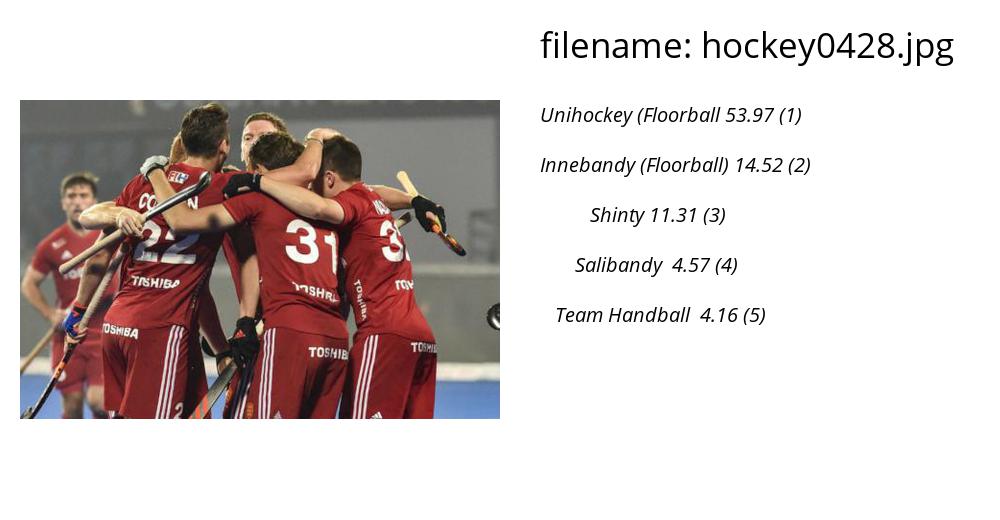 filename: hockey0428.jpg
Unihockey (Floorball 53.97 (1)
Innebandy (Floorball) 14.52 (2)
Shinty 11.31 (3)
Salibandy 4.57 (4)
Team Handball 4.16 (5)
22
31
TOSHIBA
TOSHIBA
TOSHIBA
2